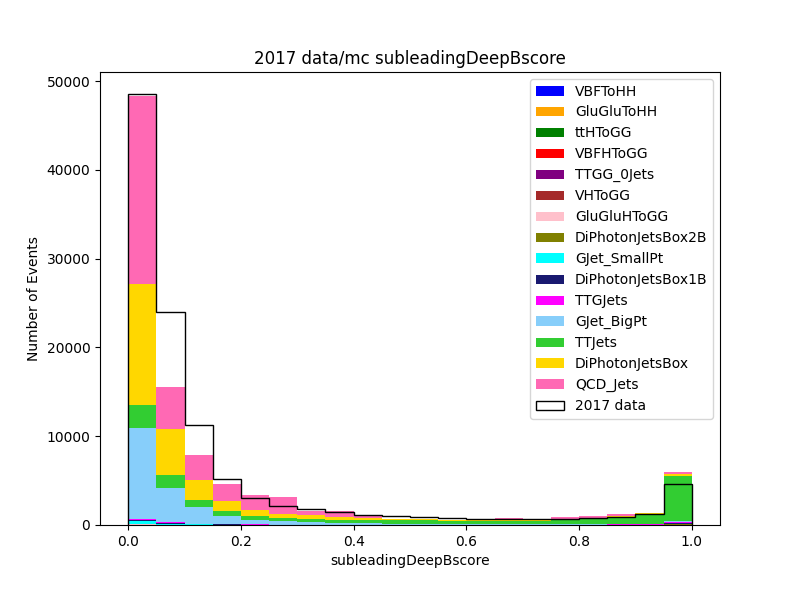 2017 data/mc subleadingDeepBscore
50000
40000
30000
20000
10000
0
Number of Events
0.0
0.2
0.4
0.6
0.8
1.0
subleadingDeepBscore
VBFToHH
GluGluToHH
ttHToGG
VBFHToGG
TTGG_0Jets
VHToGG
GluGluHToGG
DiPhotonJetsBox2B
GJet_SmallPt
DiPhotonJetsBox1B
TTGJets
GJet_BigPt
TTJets
DiPhotonJetsBox
QCD_Jets
2017 data